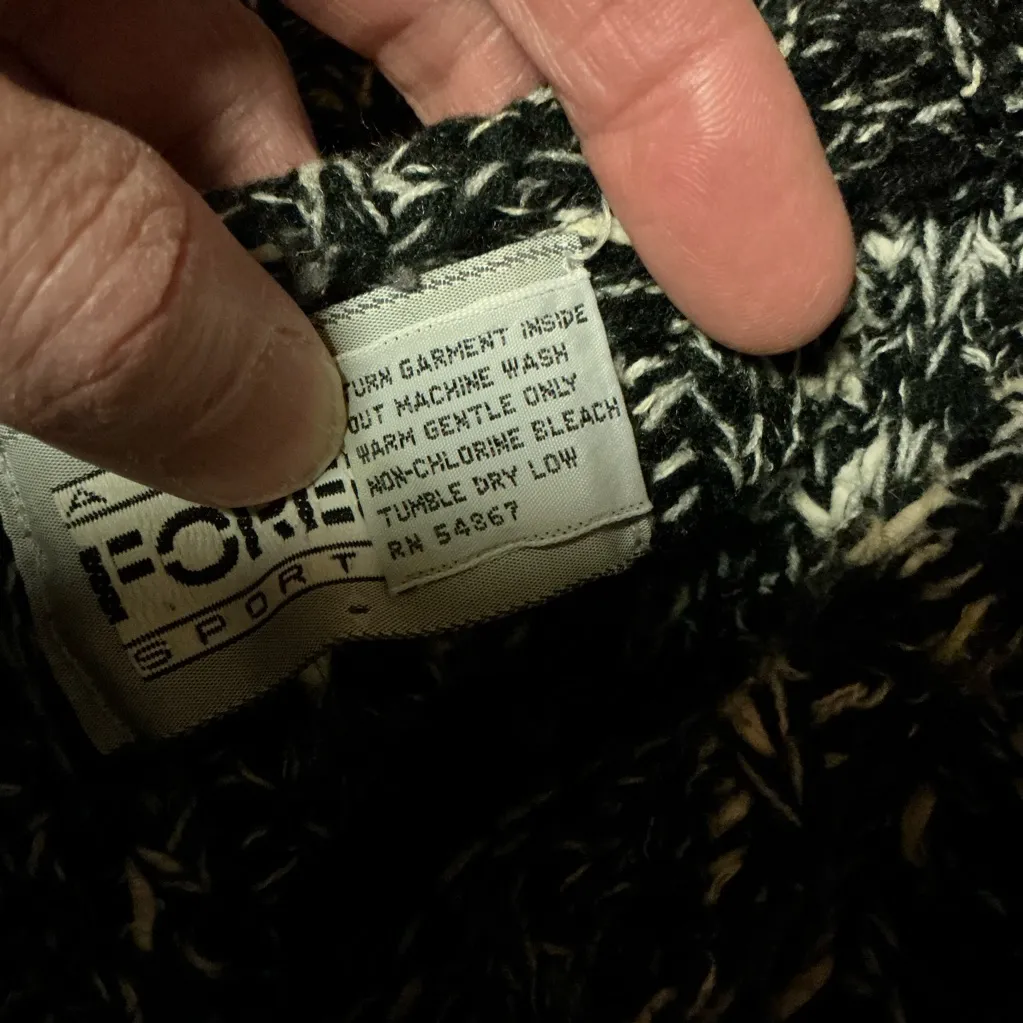 TURN GARMENT INSIDE
OUT MACHINE WASH
WARM GENTLE ONLY
NON-CHLORINE BLEACH
TUMBLE DRY LOW
RN 54867
A
SPORT